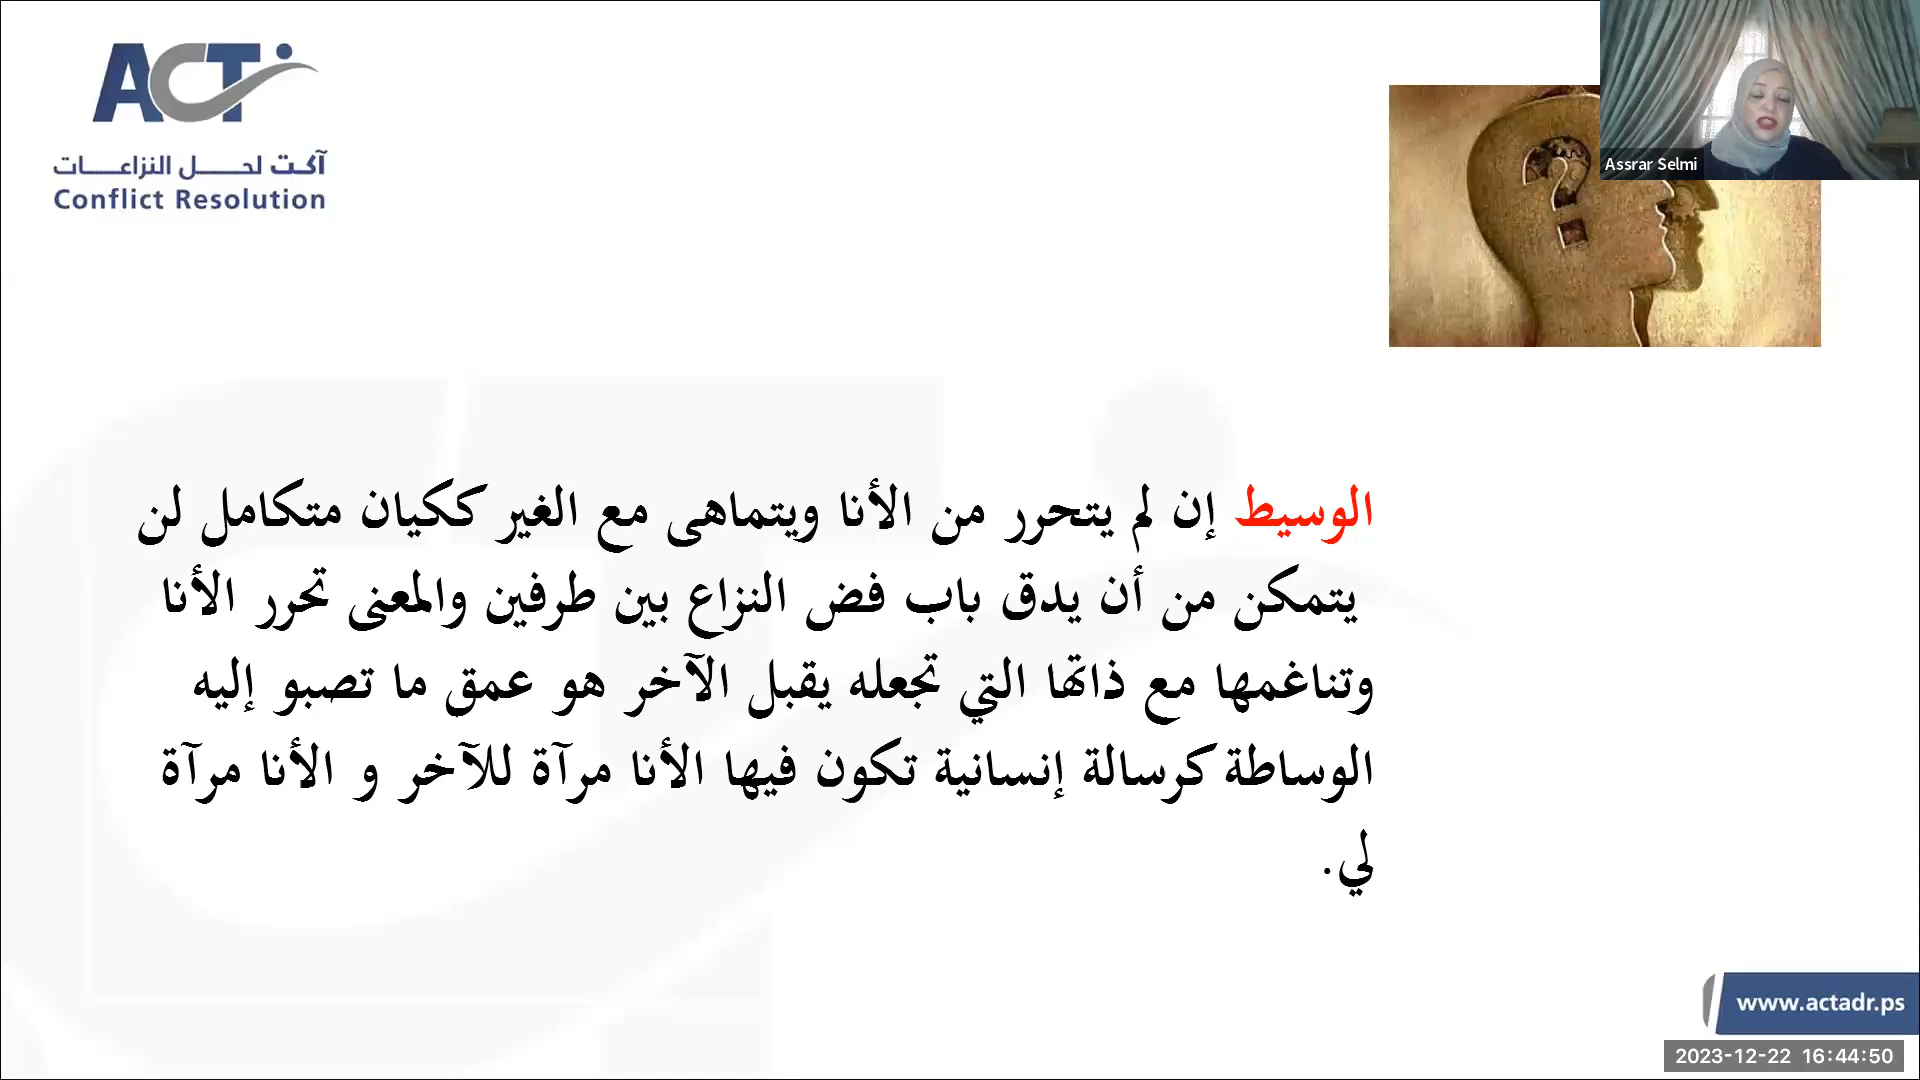 ACT
آكت لحل النزاعات
Conflict Resolution
Assrar Selmi
الوسيط إن لم يتحرر من الأنا ويتماهى مع الغير ككيان متكامل لن
يتمكن من أن يدق باب فض النزاع بين طرفين والمعنى تحرر الأنا
وتناغمها مع ذاتها التي تجعله يقبل الآخر هو عمق ما تصبو إليه
الوساطة كرسالة إنسانية تكون فيها الأنا مرآة للآخر و الأنا مرآة
لي.
www.actadr.ps
2023-12-22 16:44:50